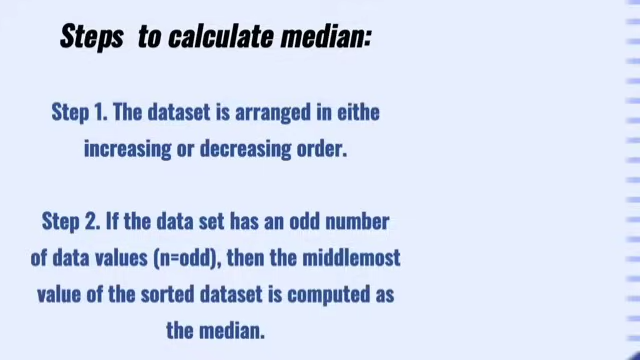 Steps to calculate median:
Step 1. The dataset is arranged in eithe
increasing or decreasing order.
Step 2. If the data set has an odd number
of data values (n=odd), then the middlemost
value of the sorted dataset is computed as
the median.